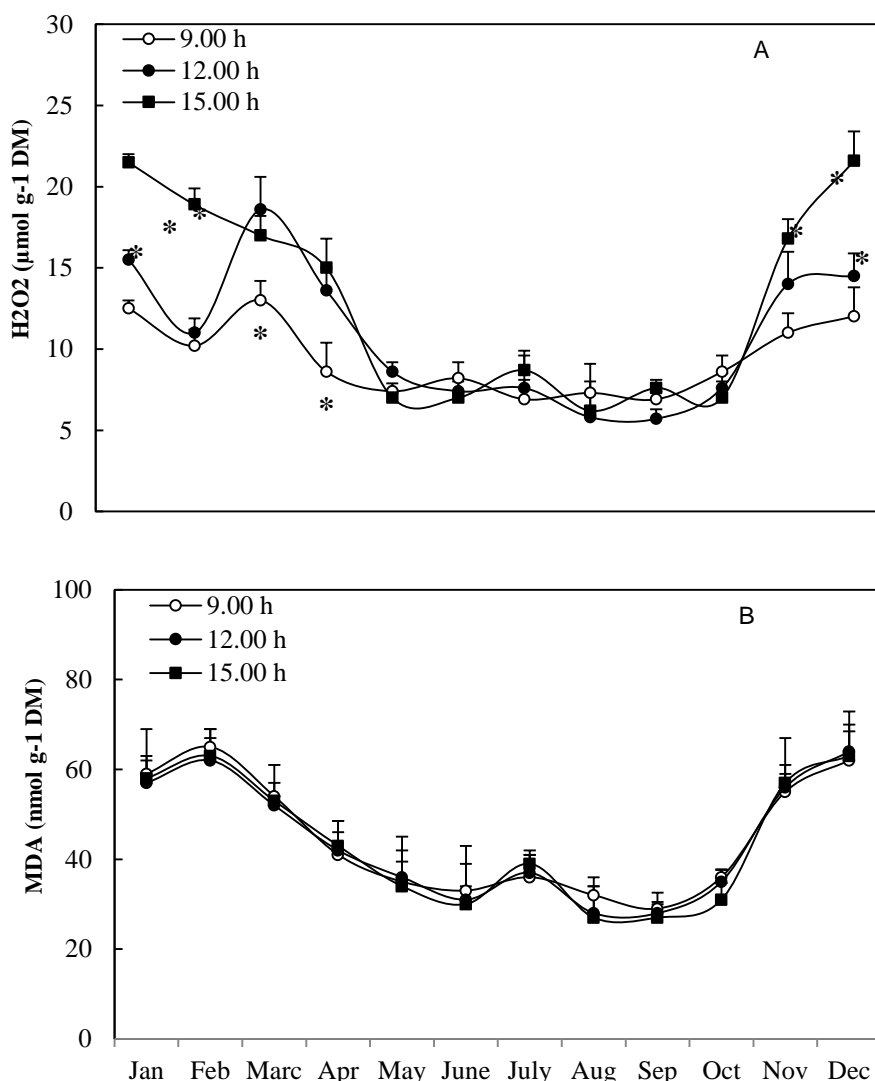 30
25
20
15
10
5
0
H2O2 (µmol g-1 DM)
9.00 h
12.00 h
15.00 h
A
*
*
*
*
*
*
*
*
100
80
60
40
20
0
MDA (nmol g-1 DM)
9.00 h
12.00 h
15.00 h
B
Jan Feb Marc Apr May June July Aug Sep Oct Nov Dec